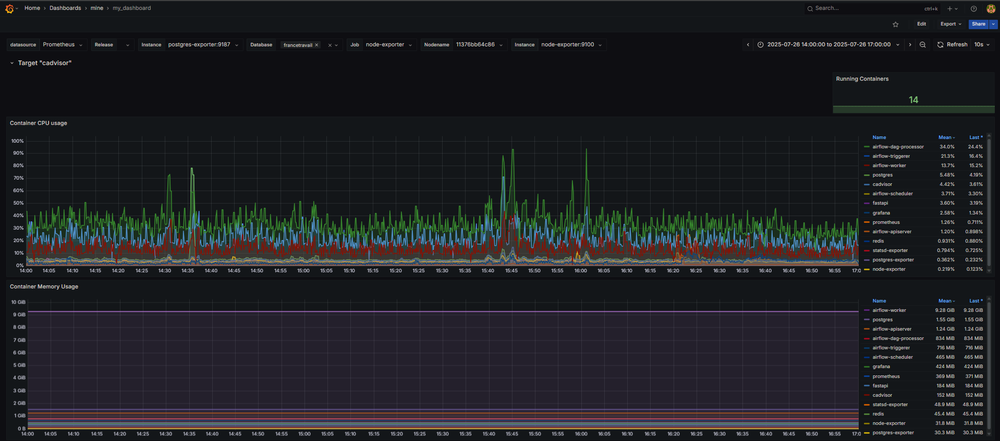 Home › Dashboards › mine › my_dashboard
Search... ctrl+k
Edit Export Share
datasource Prometheus Release Instance postgres-exporter:9187 Database francetravail Job node-exporter Nodename 11376bb64c86 Instance node-exporter:9100 2025-07-26 14:00:00 to 2025-07-26 17:00:00 Refresh 10s
Target "cadvisor"
Running Containers
14
Container CPU usage
100%
90%
80%
70%
60%
50%
40%
30%
20%
10%
0%
14:00 14:05 14:10 14:15 14:20 14:25 14:30 14:35 14:40 14:45 14:50 14:55 15:00 15:05 15:10 15:15 15:20 15:25 15:30 15:35 15:40 15:45 15:50 15:55 16:00 16:05 16:10 16:15 16:20 16:25 16:30 16:35 16:40 16:45 16:50 16:55 17:0
Name Mean Last *
airflow-dag-processor 34.0% 24.4%
airflow-triggerer 21.3% 16.4%
airflow-worker 13.7% 15.2%
postgres 5.48% 4.19%
cadvisor 4.42% 3.61%
airflow-scheduler 3.71% 3.30%
fastapi 3.60% 3.19%
grafana 2.58% 1.34%
prometheus 1.26% 0.711%
airflow-apiserver 1.20% 0.898%
redis 0.931% 0.880%
statsd-exporter 0.794% 0.725%
postgres-exporter 0.362% 0.232%
node-exporter 0.219% 0.123%
Container Memory Usage
10 GiB
9 GiB
8 GiB
7 GiB
6 GiB
5 GiB
4 GiB
3 GiB
2 GiB
1 GiB
0 B
14:00 14:05 14:10 14:15 14:20 14:25 14:30 14:35 14:40 14:45 14:50 14:55 15:00 15:05 15:10 15:15 15:20 15:25 15:30 15:35 15:40 15:45 15:50 15:55 16:00 16:05 16:10 16:15 16:20 16:25 16:30 16:35 16:40 16:45 16:50 16:55 17:0
Name Mean Last *
airflow-worker 9.28 GiB 9.28 GiB
postgres 1.55 GiB 1.55 GiB
airflow-apiserver 1.24 GiB 1.24 GiB
airflow-dag-processor 834 MiB 834 MiB
airflow-triggerer 716 MiB 716 MiB
airflow-scheduler 465 MiB 465 MiB
grafana 424 MiB 424 MiB
prometheus 369 MiB 371 MiB
fastapi 184 MiB 184 MiB
cadvisor 152 MiB 152 MiB
statsd-exporter 48.9 MiB 48.9 MiB
redis 45.4 MiB 45.4 MiB
node-exporter 31.8 MiB 31.8 MiB
postgres-exporter 30.3 MiB 30.3 MiB